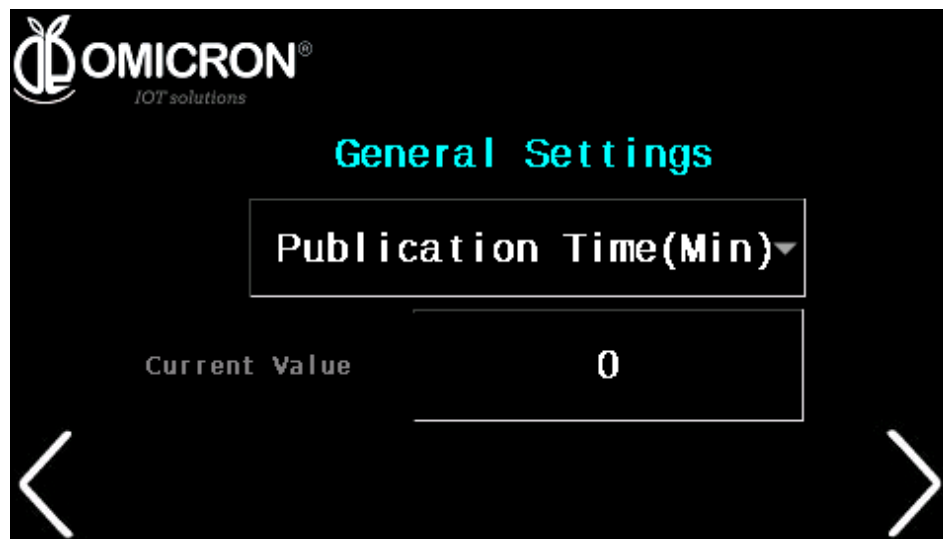 OMICRON®
IOT solutions
General Settings
Publication Time(Min)
Current Value
0